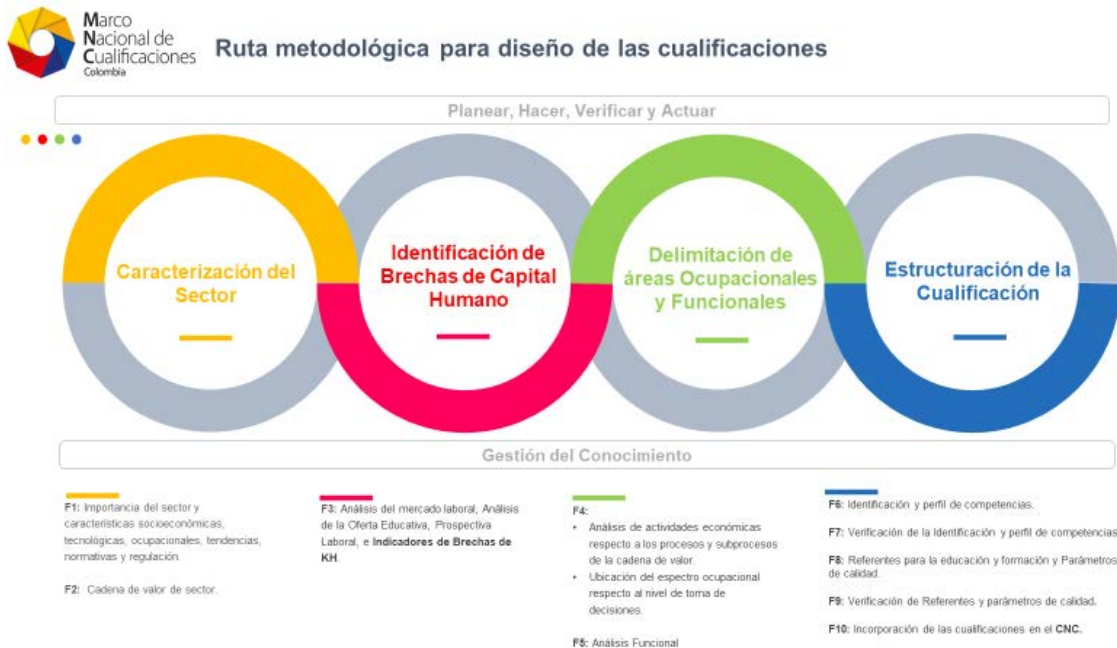 Marco
Nacional de
Cualificaciones
Colombia
Ruta metodológica para diseño de las cualificaciones
Planear, Hacer, Verificar y Actuar
Caracterización del
Sector
Identificación de
Brechas de Capital
Humano
Delimitación de
áreas Ocupacionales
y Funcionales
Estructuración de la
Cualificación
Gestión del Conocimiento
F1: Importancia del sector y
características socioeconómicas,
tecnológicas, ocupacionales, tendencias,
normativas y regulación.
F2: Cadena de valor de sector.
F3: Análisis del mercado laboral, Análisis
de la Oferta Educativa, Prospectiva
Laboral, e Indicadores de Brechas de
KH.
F4:
• Análisis de actividades económicas
respecto a los procesos y subprocesos
de la cadena de valor.
• Ubicación del espectro ocupacional
respecto al nivel de toma de
decisiones.
F5: Análisis Funcional
F6: Identificación y perfil de competencias.
F7: Verificación de la Identificación y perfil de competencias
F8: Referentes para la educación y formación y Parámetros
de calidad.
F9: Verificación de Referentes y parámetros de calidad.
F10: Incorporación de las cualificaciones en el CNC.